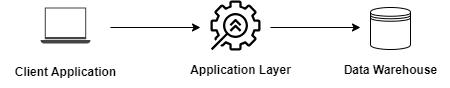 Client Application
Application Layer
Data Warehouse